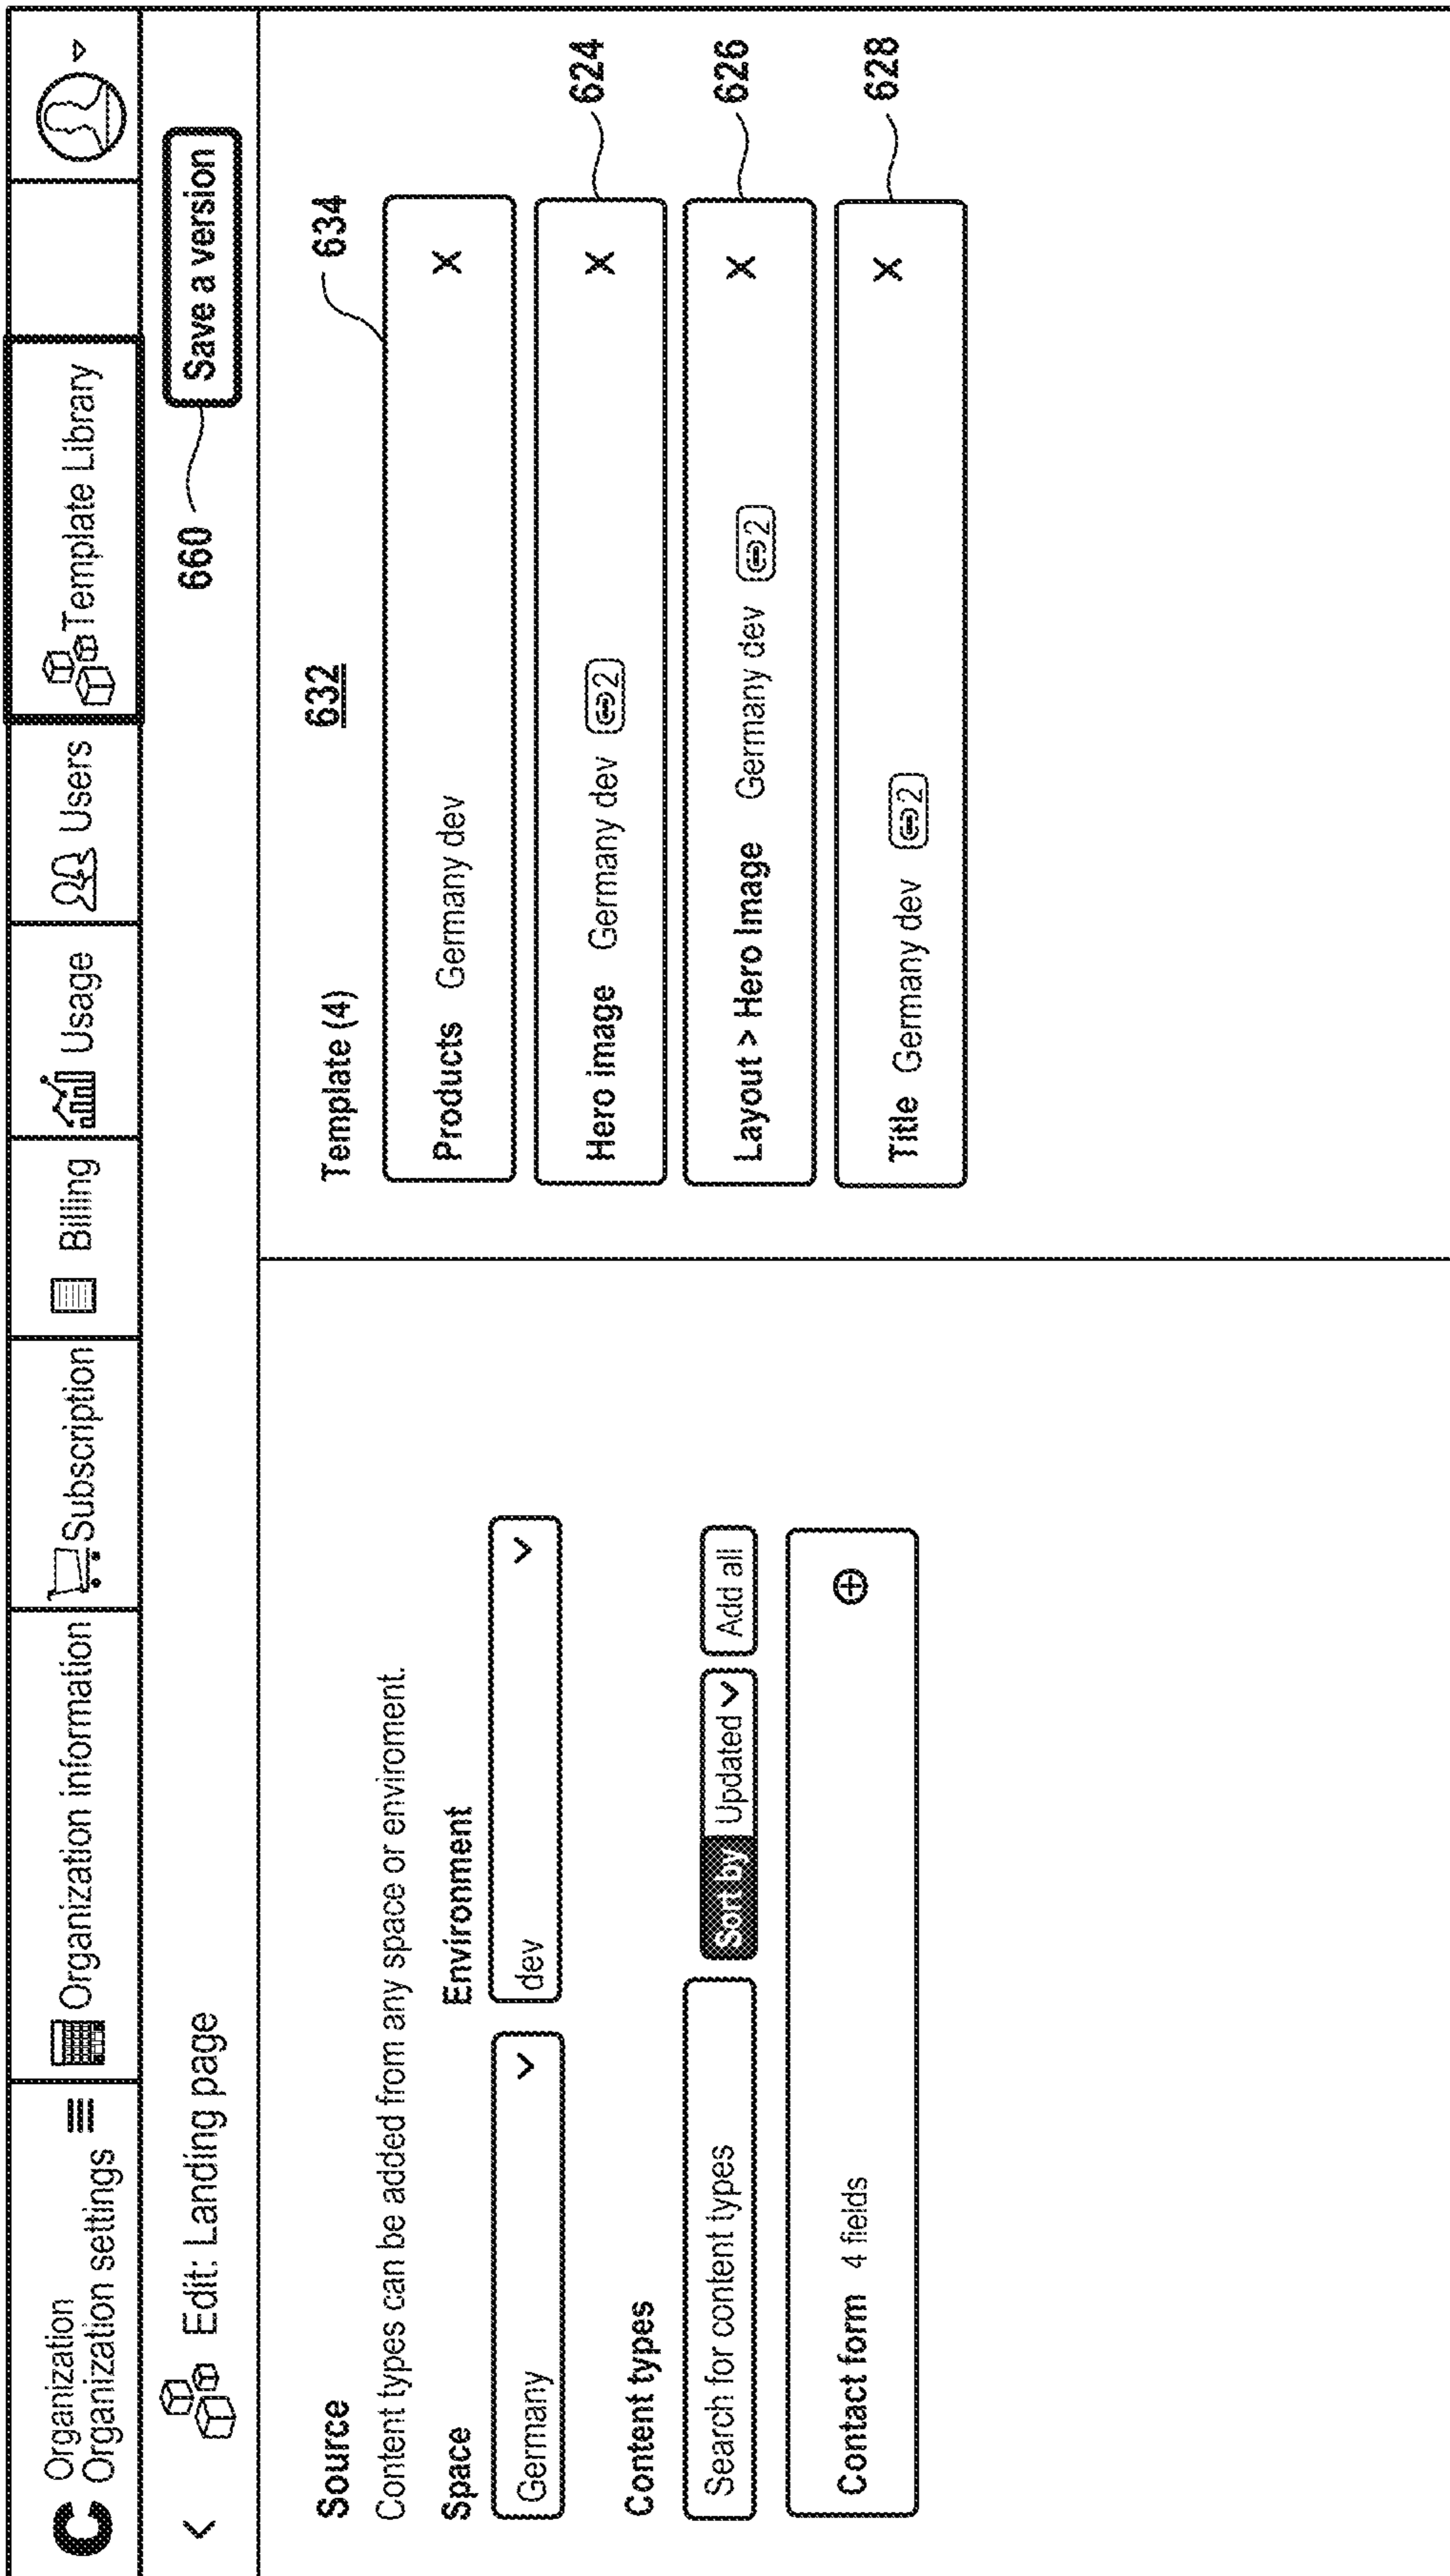 Organization
Organization settings
Organization information
Subscription
Billing
Usage
Users
Template Library
Edit: Landing page
660
Save a version
Source
Content types can be added from any space or enviroment.
Space
Environment
Germany
dev
Content types
Search for content types
Sort by
Updated
Add all
Contact form 4 fields
632
634
Template (4)
Products Germany dev X
Hero image Germany dev 2 X
624
Layout > Hero Image Germany dev 2 X
626
Title Germany dev 2 X
628